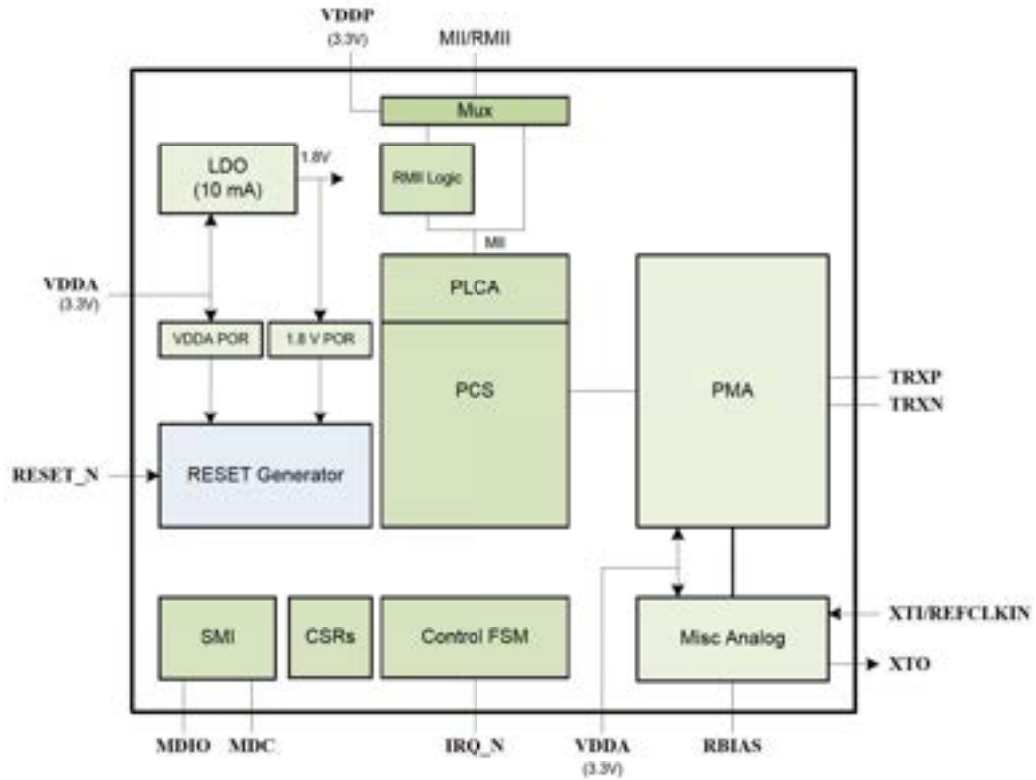 VDDP
(3.3V)
MII/RMII
Mux
LDO
(10 mA)
1.8V
RMII Logic
MII
VDDA
(3.3V)
PLCA
VDDA POR
1.8 V POR
PCS
PMA
TRXP
TRXN
RESET_N
RESET Generator
SMI
CSRs
Control FSM
Misc Analog
XTI/REFCLKIN
XTO
MDIO
MDC
IRQ_N
VDDA
(3.3V)
RBIAS